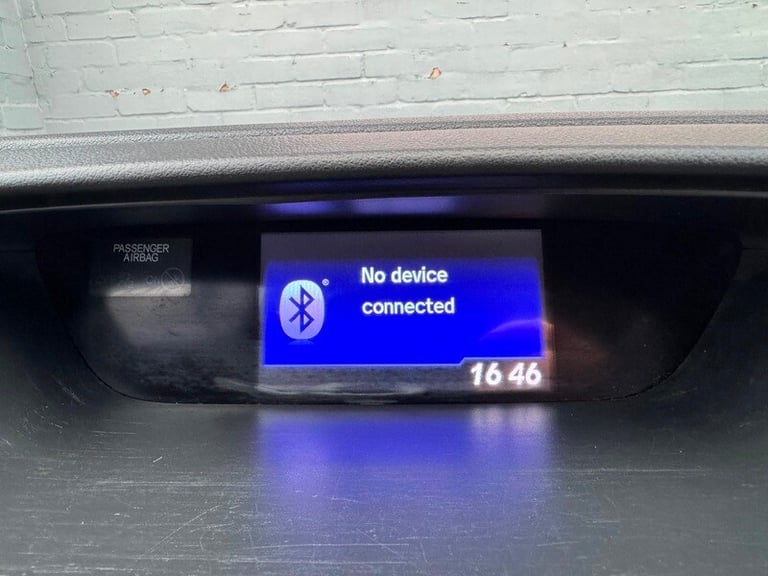 PASSENGER
AIRBAG
No device
connected
16 46